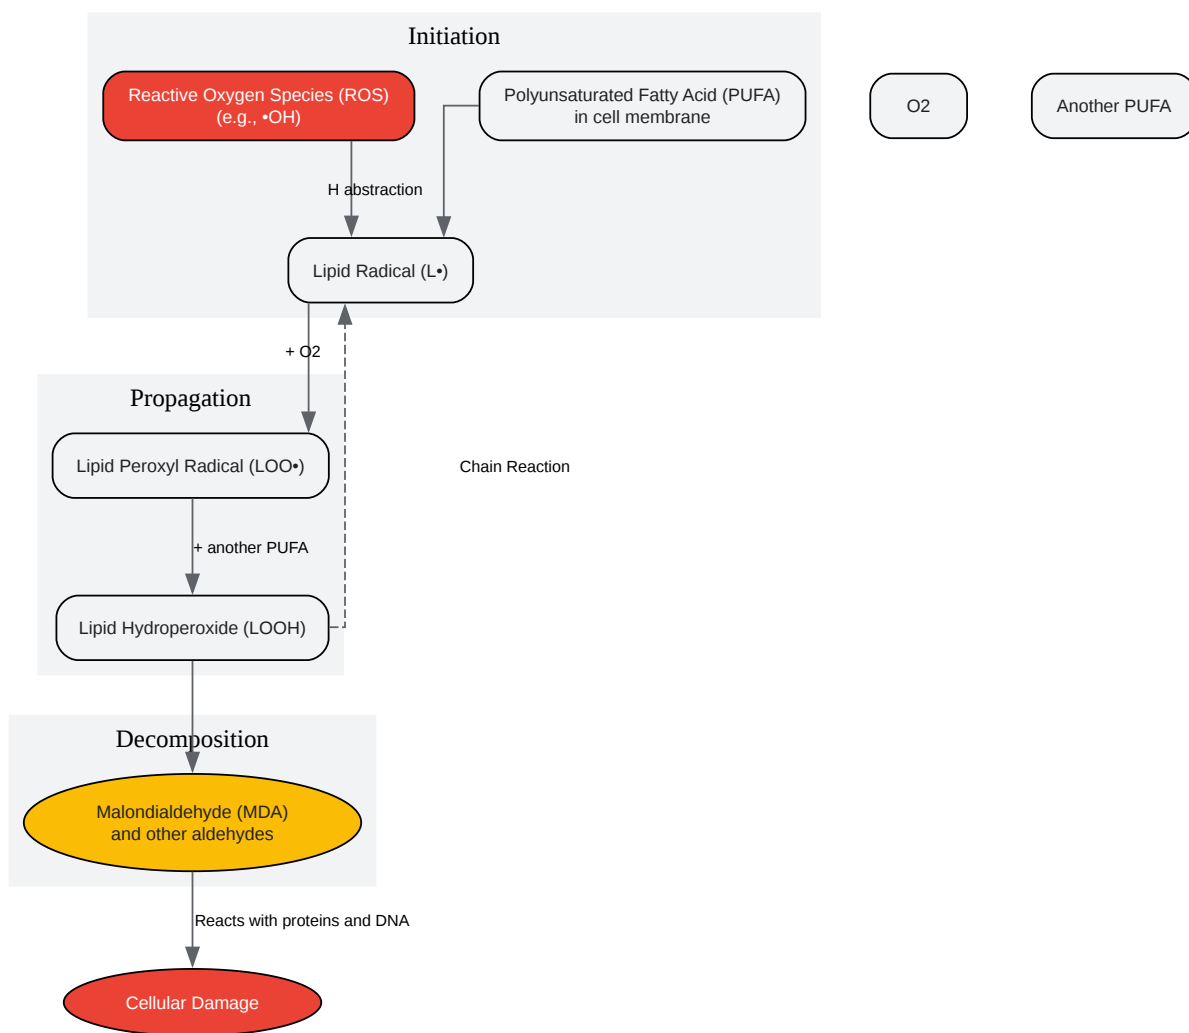 Initiation
Reactive Oxygen Species (ROS)
(e.g., •OH)
Polyunsaturated Fatty Acid (PUFA)
in cell membrane
O2
Another PUFA
H abstraction
Lipid Radical (L•)
+ O2
Propagation
Lipid Peroxyl Radical (LOO•)
Chain Reaction
+ another PUFA
Lipid Hydroperoxide (LOOH)
Decomposition
Malondialdehyde (MDA)
and other aldehydes
Reacts with proteins and DNA
Cellular Damage